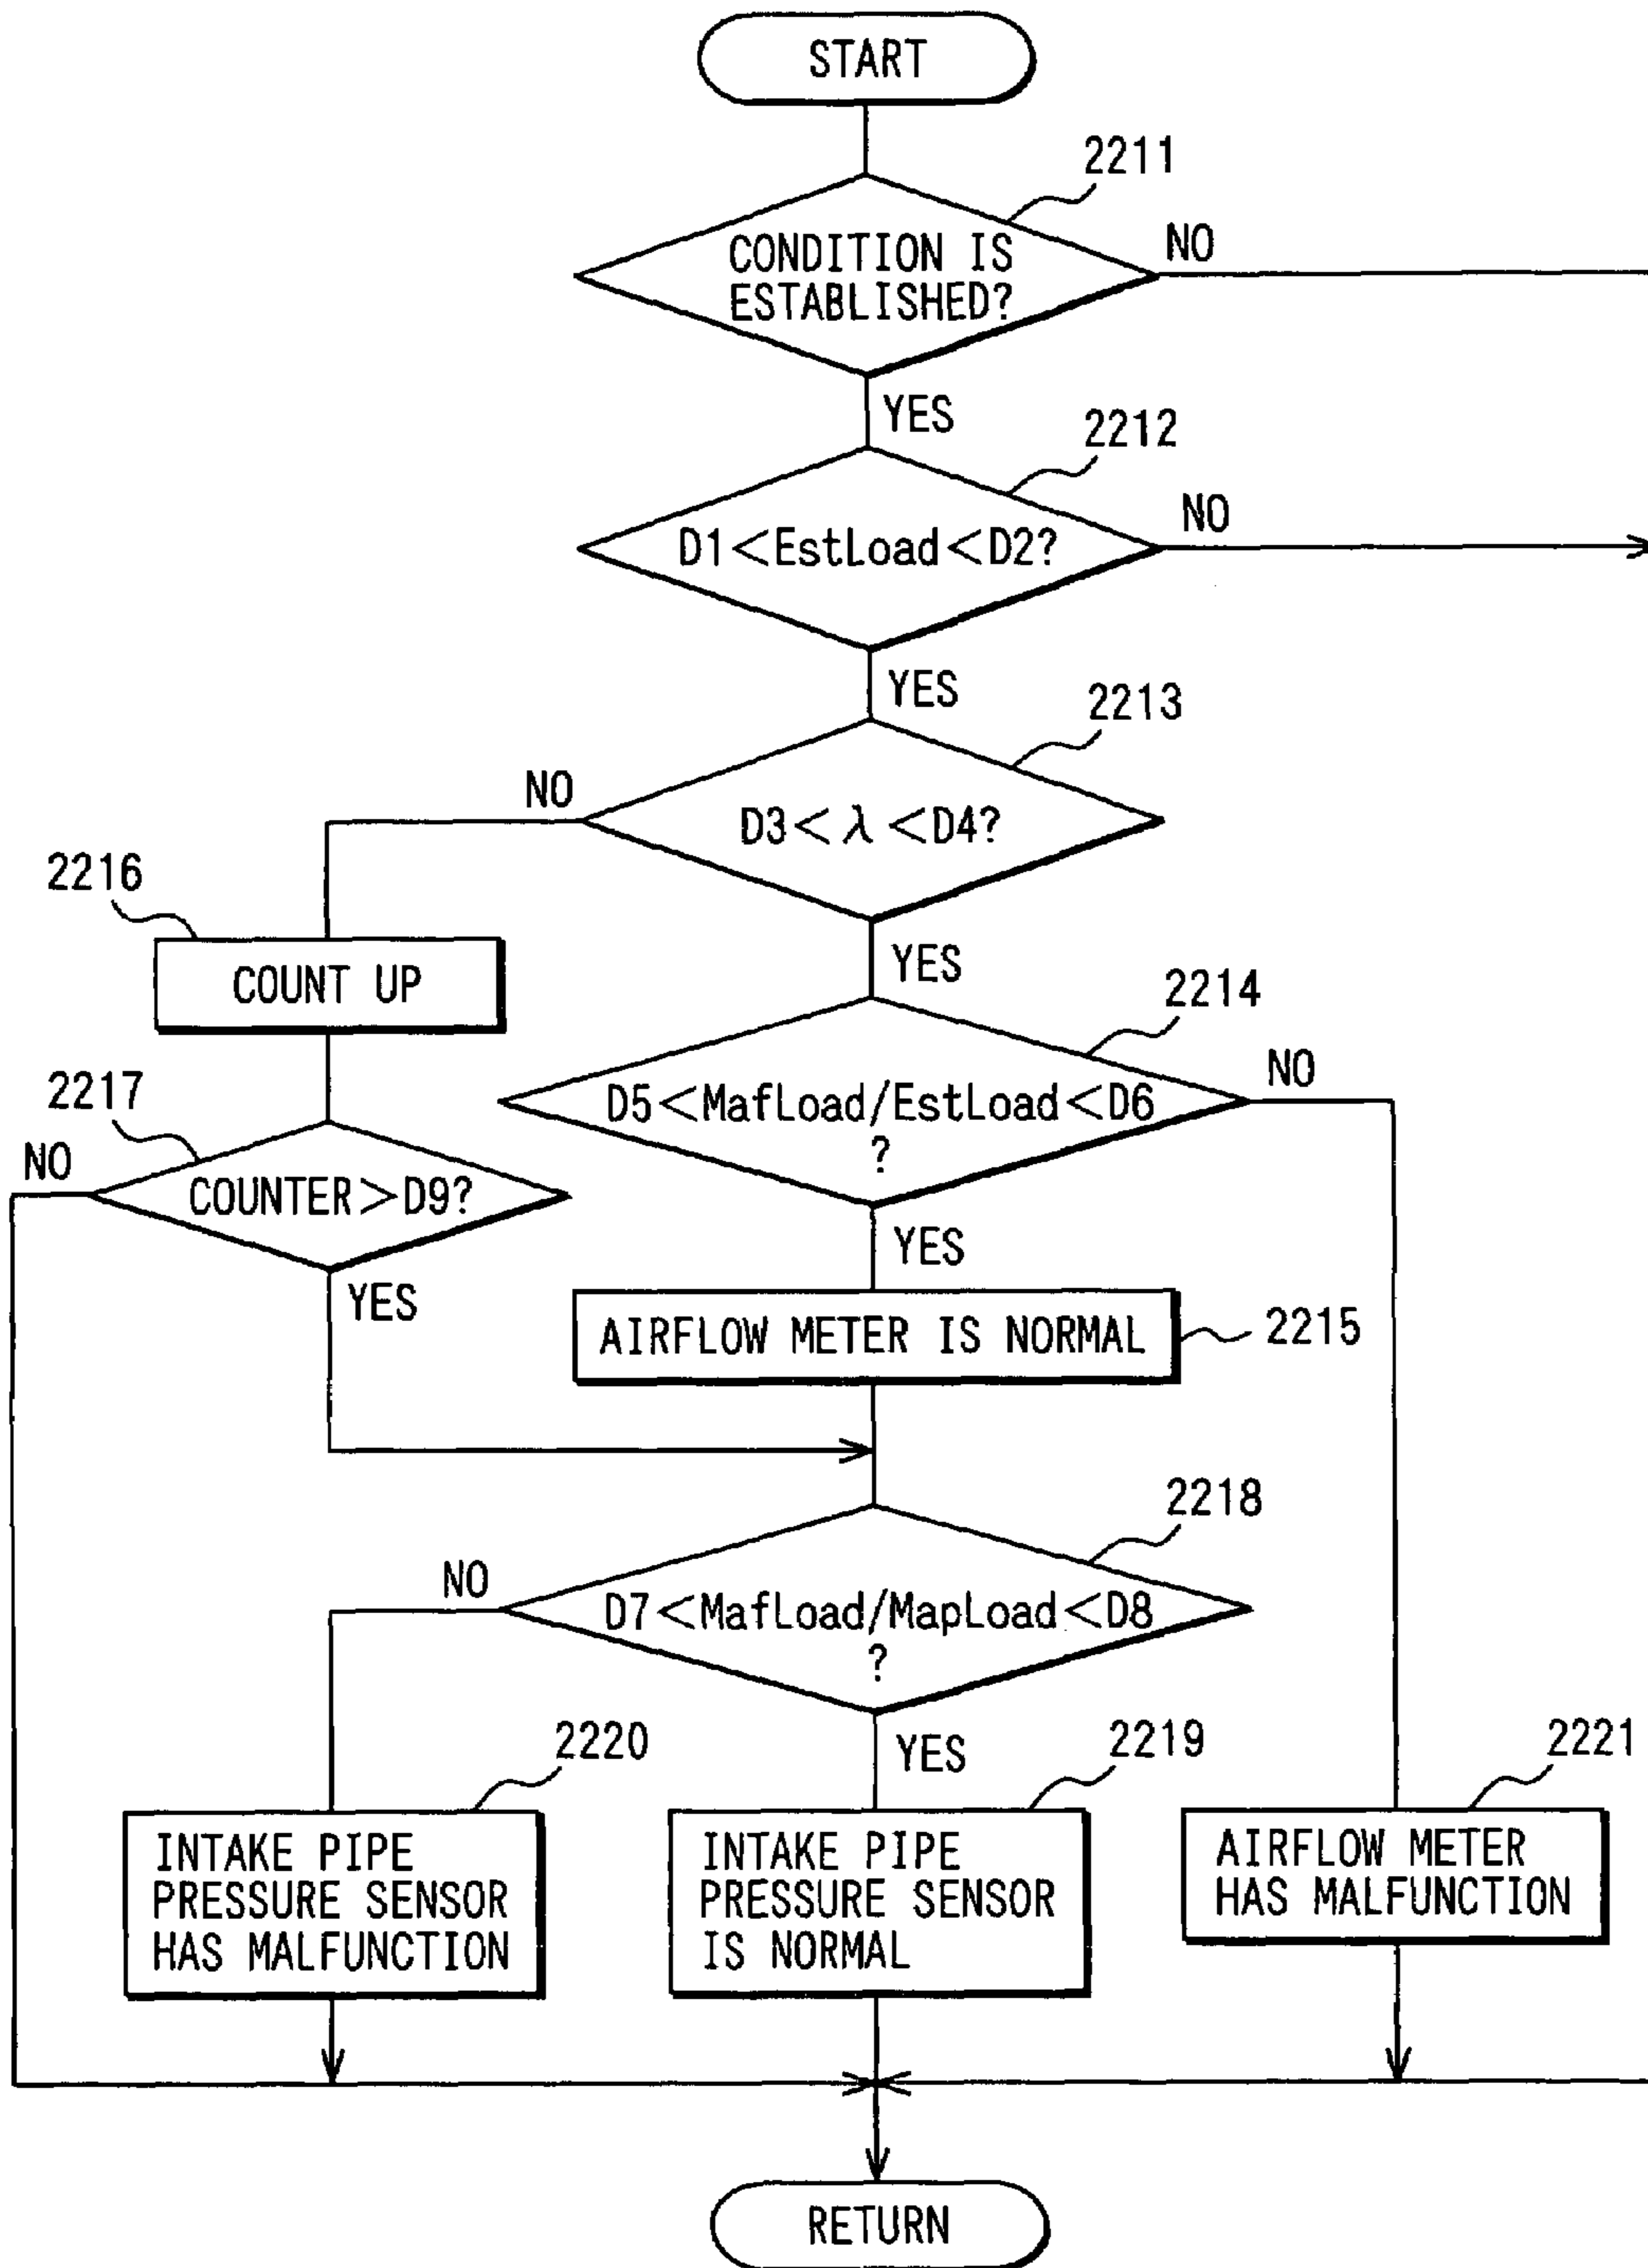 START
2211
CONDITION IS
ESTABLISHED?
NO
YES
2212
D1<EstLoad<D2?
NO
YES
2213
D3<λ<D4?
NO
YES
2216
COUNT UP
2214
D5<MafLoad/EstLoad<D6
?
NO
YES
2217
COUNTER>D9?
NO
YES
AIRFLOW METER IS NORMAL
2215
2218
D7<MafLoad/MapLoad<D8
?
NO
YES
2220
INTAKE PIPE
PRESSURE SENSOR
HAS MALFUNCTION
2219
INTAKE PIPE
PRESSURE SENSOR
IS NORMAL
2221
AIRFLOW METER
HAS MALFUNCTION
RETURN